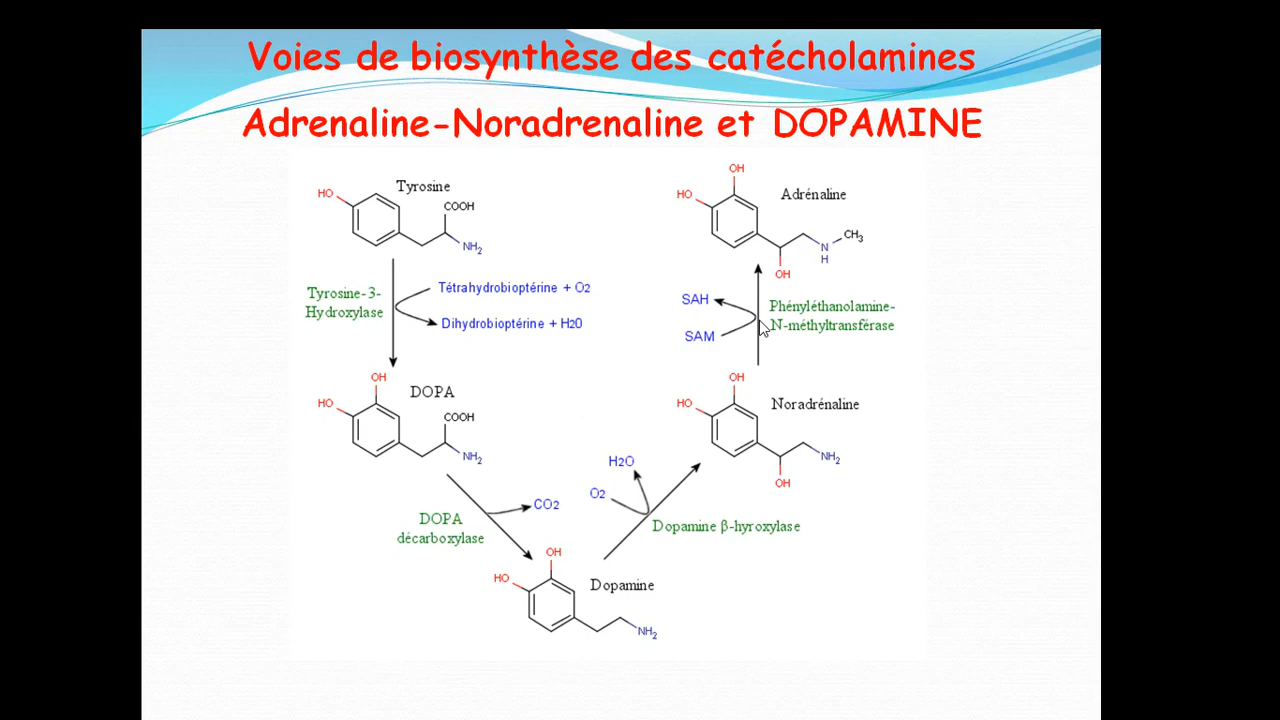 Voies de biosynthèse des catécholamines
Adrenaline-Noradrenaline et DOPAMINE
Tyrosine
HO
COOH
NH2
Tyrosine-3-
Hydroxylase
Tétrahydrobioptérine + O2
Dihydrobioptérine + H2O
DOPA
OH
HO
COOH
NH2
DOPA
décarboxylase
CO2
Dopamine
OH
HO
NH2
O2
H2O
Dopamine β-hyroxylase
Noradrénaline
OH
HO
NH2
OH
SAH
SAM
Phényléthanolamine-
N-méthyltransférase
Adrénaline
OH
HO
CH3
N
H
OH